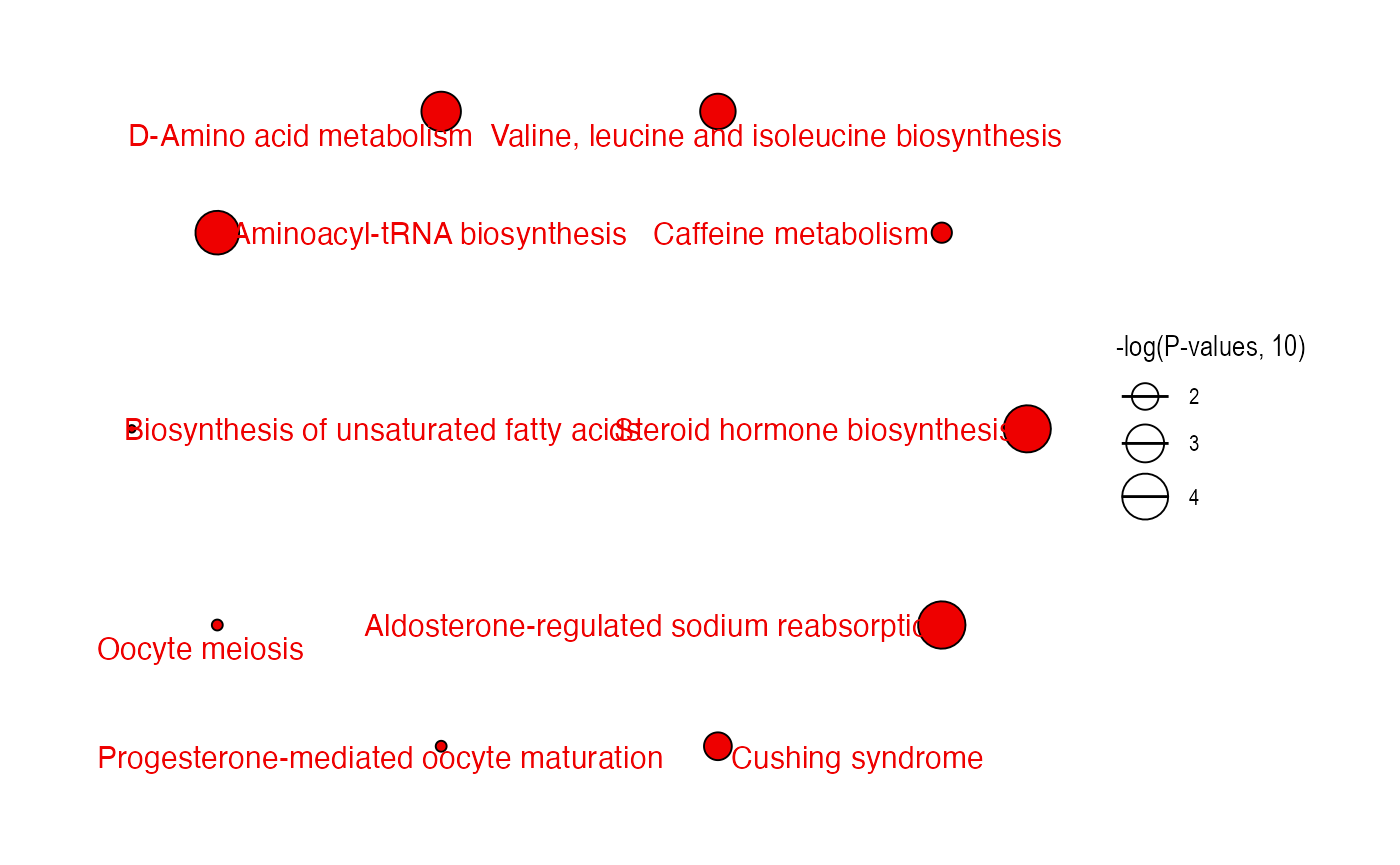 D-Amino acid metabolism
Valine, leucine and isoleucine biosynthesis
Aminoacyl-tRNA biosynthesis
Caffeine metabolism
Biosynthesis of unsaturated fatty acids
Steroid hormone biosynthesis
-log(P-values, 10)
2
3
4
Oocyte meiosis
Aldosterone-regulated sodium reabsorptio
Progesterone-mediated oocyte maturation
Cushing syndrome